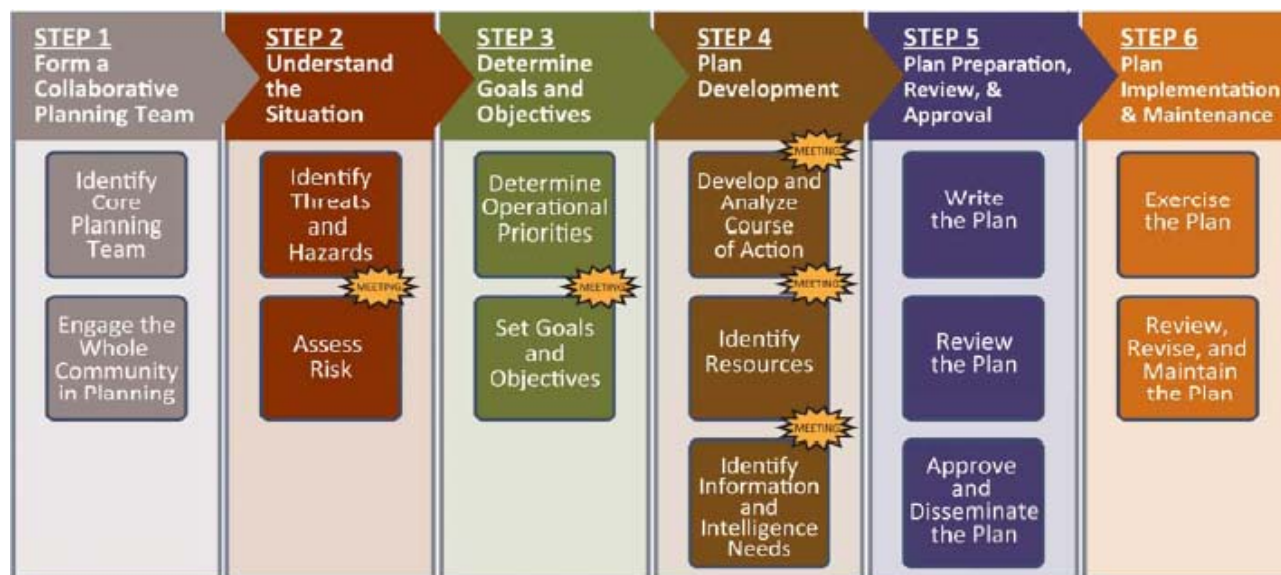 STEP 1
Form a
Collaborative
Planning Team
Identify
Core
Planning
Team
Engage the
Whole
Community
in Planning
STEP 2
Understand
the
Situation
Identify
Threats
and
Hazards
MEETING
Assess
Risk
STEP 3
Determine
Goals and
Objectives
Determine
Operational
Priorities
MEETING
Set Goals
and
Objectives
STEP 4
Plan
Development
MEETING
Develop and
Analyze
Course
of Action
MEETING
Identify
Resources
MEETING
Identify
Information
and
Intelligence
Needs
STEP 5
Plan Preparation,
Review, &
Approval
Write
the Plan
Review
the Plan
Approve
and
Disseminate
the Plan
STEP 6
Plan
Implementation
& Maintenance
Exercise
the Plan
Review,
Revise, and
Maintain
the Plan